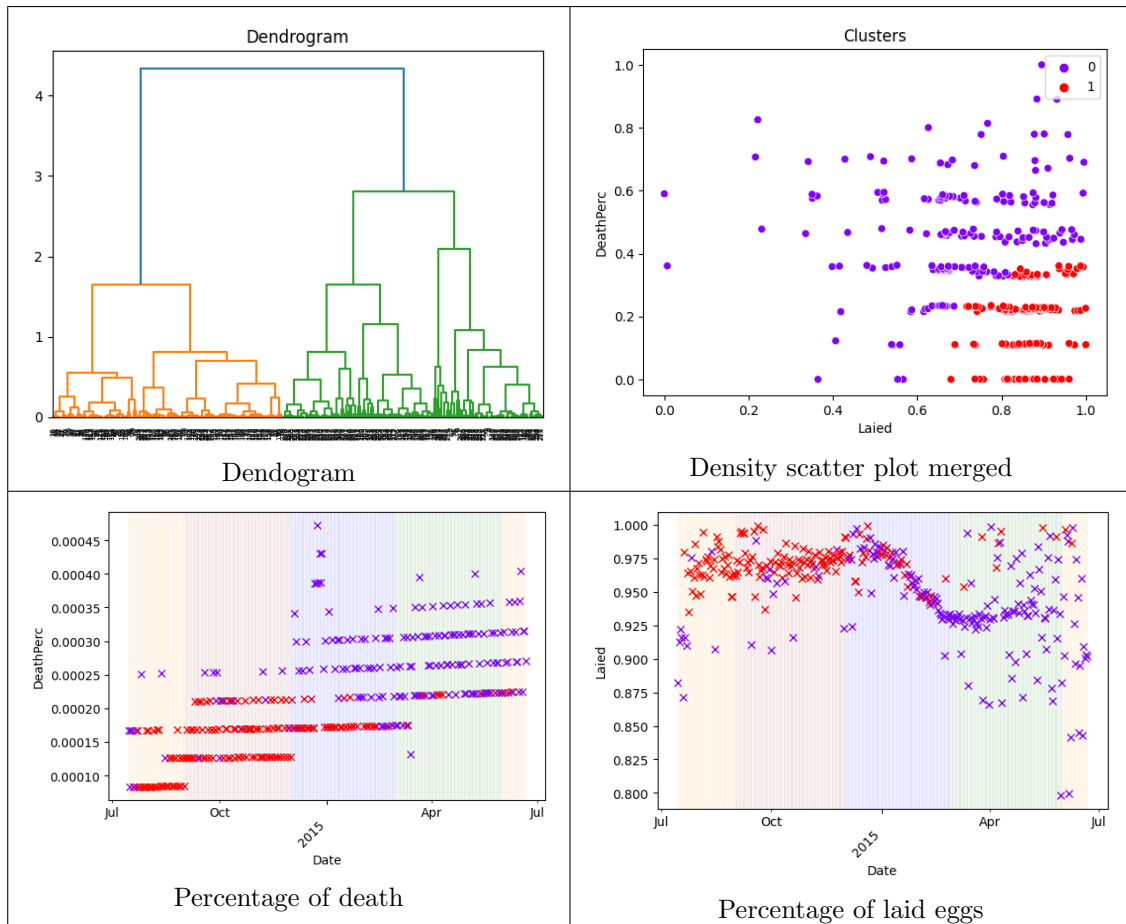 Dendrogram
4
3
2
1
0
Dendogram
Clusters
0
1
1.0
0.8
0.6
0.4
0.2
0.0
DeathPerc
0.0 0.2 0.4 0.6 0.8 1.0
Laied
Density scatter plot merged
0.00045
0.00040
0.00035
0.00030
0.00025
0.00020
0.00015
0.00010
DeathPerc
Jul Oct 2015 Apr Jul
Date
Percentage of death
1.000
0.975
0.950
0.925
0.900
0.875
0.850
0.825
0.800
Laied
Jul Oct 2015 Apr Jul
Date
Percentage of laid eggs